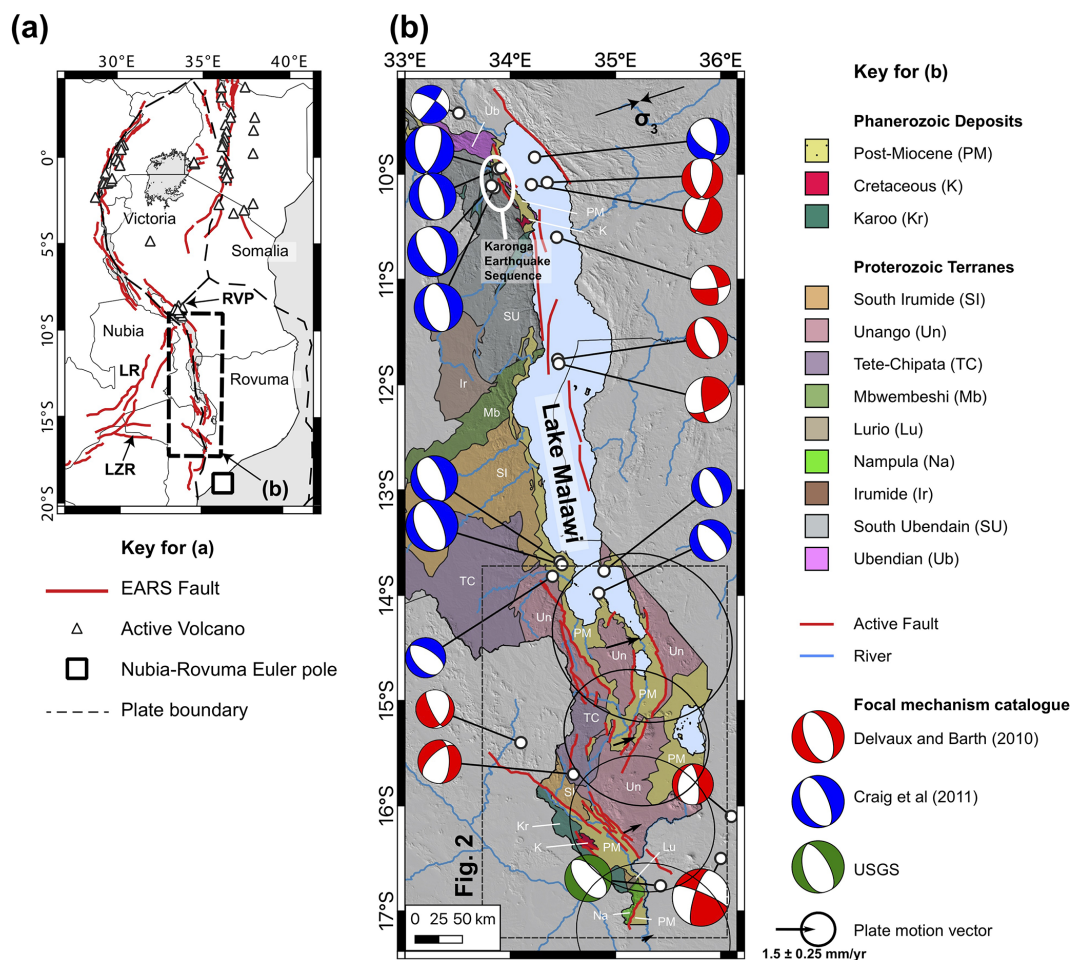 (a)
30°E 35°E 40°E
0°
5°S
10°S
15°S
20°S
Victoria
Somalia
RVP
Nubia
LR
Rovuma
LZR
(b)
Key for (a)
EARS Fault
Active Volcano
Nubia-Rovuma Euler pole
Plate boundary
(b)
33°E 34°E 35°E 36°E
10°S
11°S
12°S
13°S
14°S
15°S
16°S
17°S
Ub
σ3
PM
K
Karonga
Earthquake
Sequence
SU
Ir
Mb
Lake Malawi
SI
TC
Un
PM
Un
Un
PM
TC
PM
Un
SI
Kr
K
PM
Lu
Na
PM
Fig. 2
0 25 50 km
Key for (b)
Phanerozoic Deposits
Post-Miocene (PM)
Cretaceous (K)
Karoo (Kr)
Proterozoic Terranes
South Irumide (SI)
Unango (Un)
Tete-Chipata (TC)
Mbwembeshi (Mb)
Lurio (Lu)
Nampula (Na)
Irumide (Ir)
South Ubendain (SU)
Ubendian (Ub)
Active Fault
River
Focal mechanism catalogue
Delvaux and Barth (2010)
Craig et al (2011)
USGS
Plate motion vector
1.5 ± 0.25 mm/yr